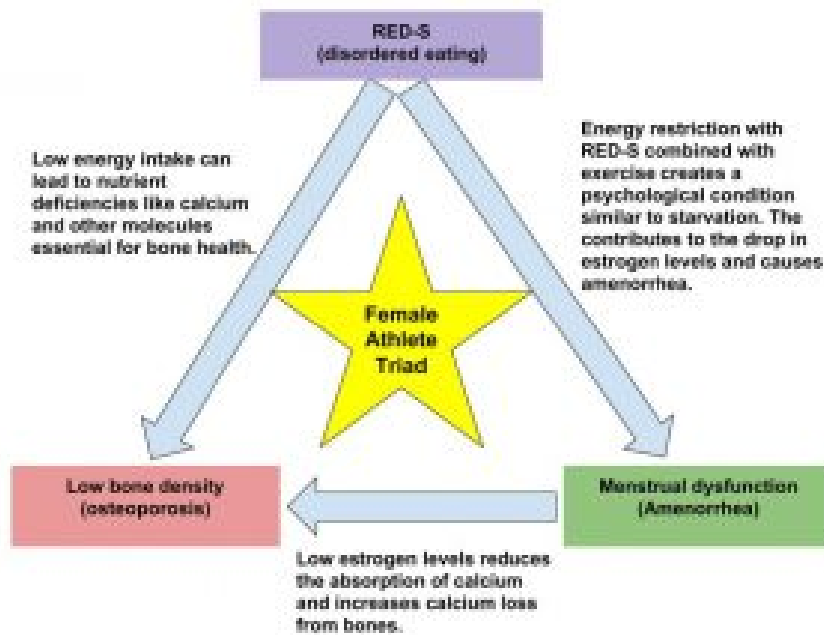 RED-S
(disordered eating)
Low energy intake can
lead to nutrient
deficiencies like calcium
and other molecules
essential for bone health.
Energy restriction with
RED-S combined with
exercise creates a
psychological condition
similar to starvation. The
contributes to the drop in
estrogen levels and causes
amenorrhea.
Female
Athlete
Triad
Low bone density
(osteoporosis)
Menstrual dysfunction
(Amenorrhea)
Low estrogen levels reduces
the absorption of calcium
and increases calcium loss
from bones.